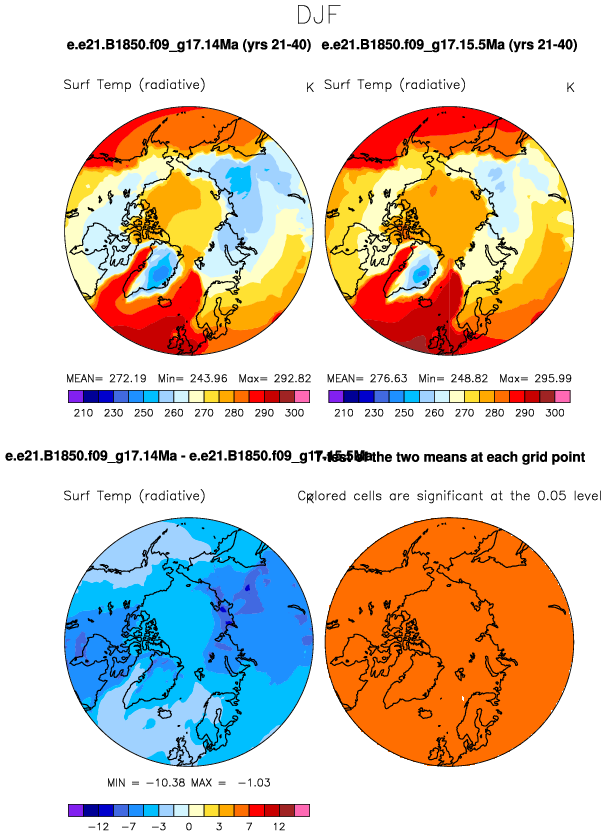 DJF
e.e21.B1850.f09_g17.14Ma (yrs 21-40) e.e21.B1850.f09_g17.15.5Ma (yrs 21-40)
Surf Temp (radiative) K Surf Temp (radiative) K
MEAN= 272.19 Min= 243.96 Max= 292.82 MEAN= 276.63 Min= 248.82 Max= 295.99
210 230 250 260 270 280 290 300 210 230 250 260 270 280 290 300
e.e21.B1850.f09_g17.14Ma - e.e21.B1850.f09_g17.15.5Ma T-test of the two means at each grid point
Surf Temp (radiative) K Colored cells are significant at the 0.05 level
MIN = -10.38 MAX = -1.03
-12 -7 -3 0 3 7 12